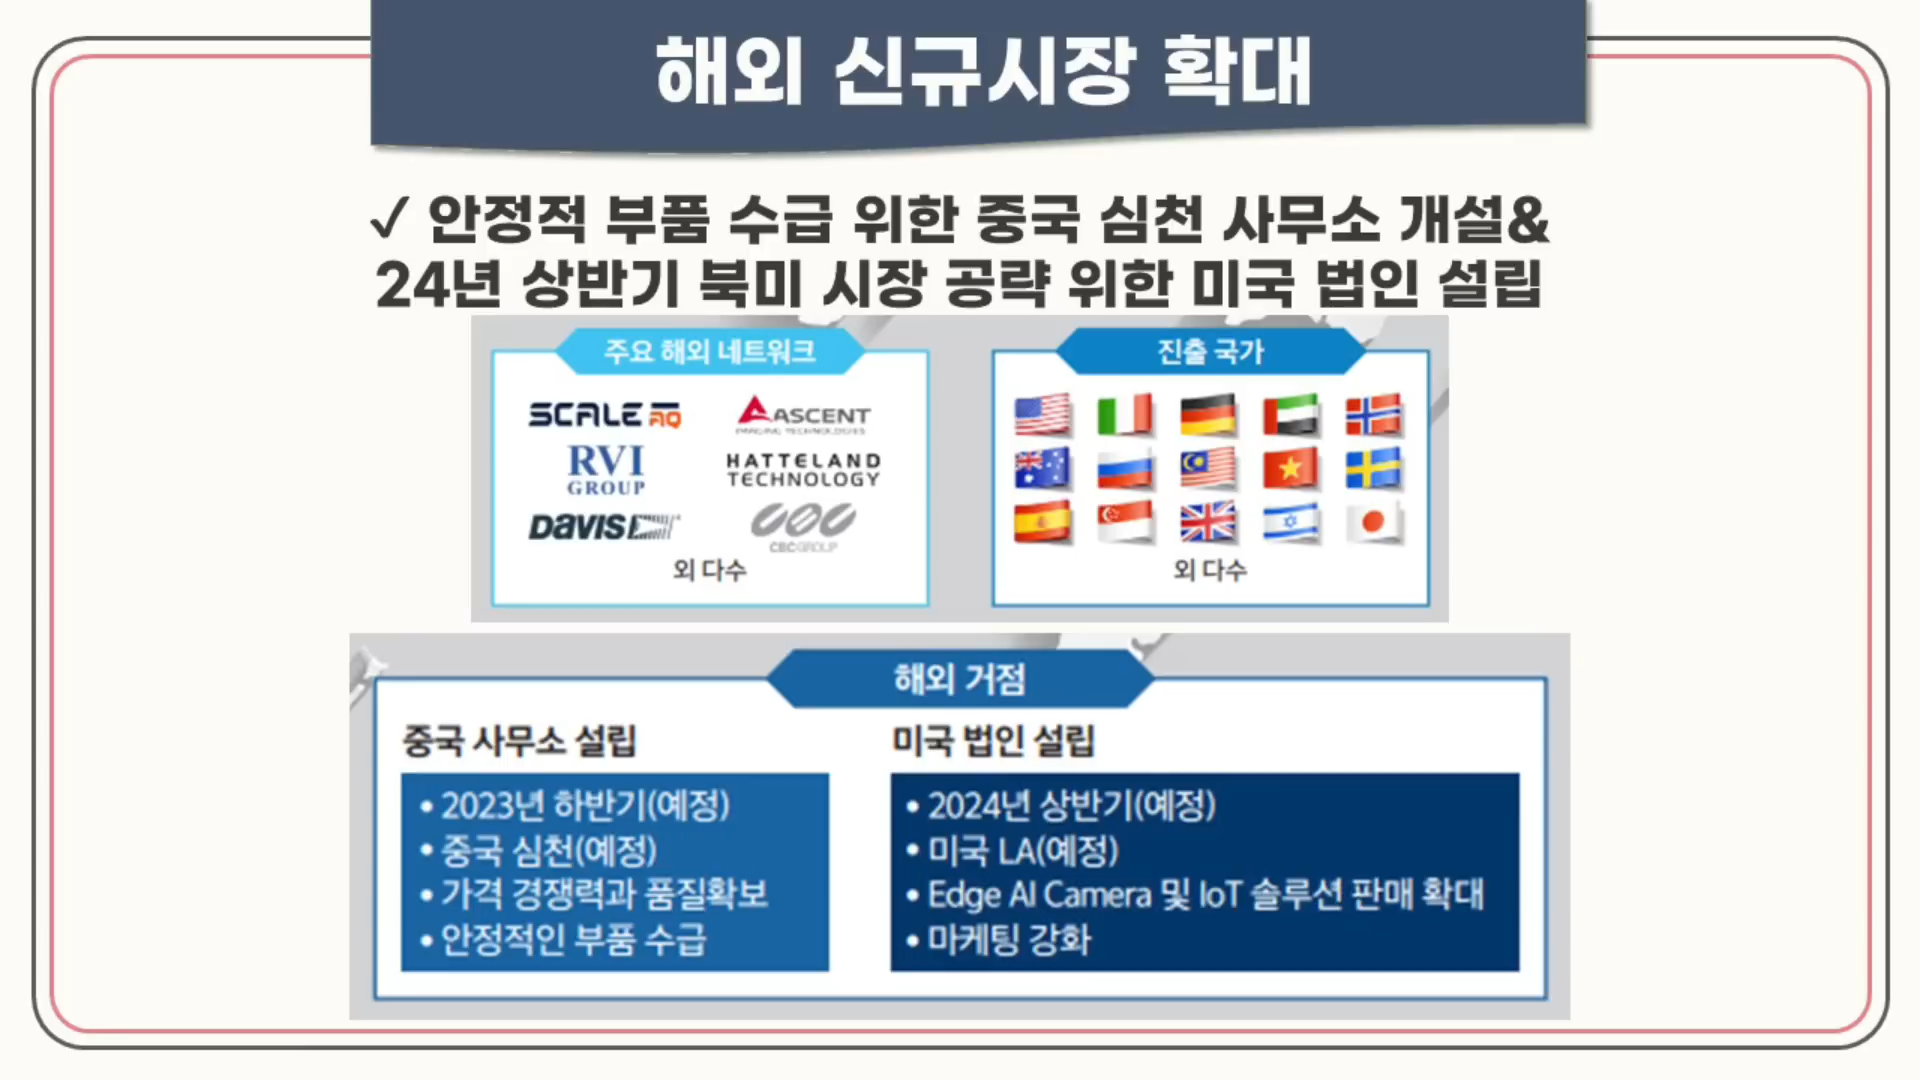 해외 신규시장 확대
✓ 안정적 부품 수급 위한 중국 심천 사무소 개설&
24년 상반기 북미 시장 공략 위한 미국 법인 설립
주요 해외 네트워크
SCALE AQ
ASCENT
IMAGING TECHNOLOGIES
RVI
GROUP
HATTELAND
TECHNOLOGY
DAVIS
CBC
CBC GROUP
외 다수
진출 국가
외 다수
해외 거점
중국 사무소 설립
• 2023년 하반기(예정)
• 중국 심천(예정)
• 가격 경쟁력과 품질확보
• 안정적인 부품 수급
미국 법인 설립
• 2024년 상반기(예정)
• 미국 LA(예정)
• Edge AI Camera 및 IoT 솔루션 판매 확대
• 마케팅 강화